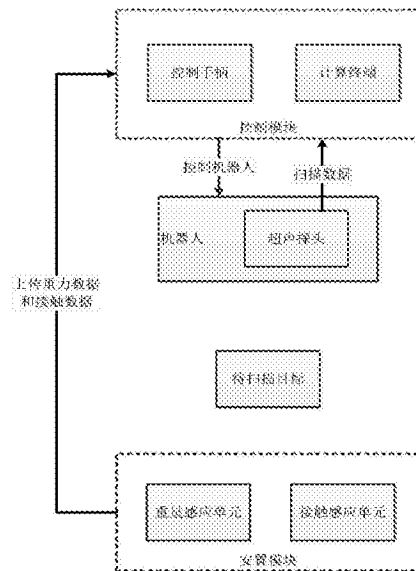 控制手柄
计算终端
控制模块
控制机器人
扫描数据
机器人
超声探头
上传重力数据
和接触数据
待扫描目标
重量感应单元
接触感应单元
安置模块